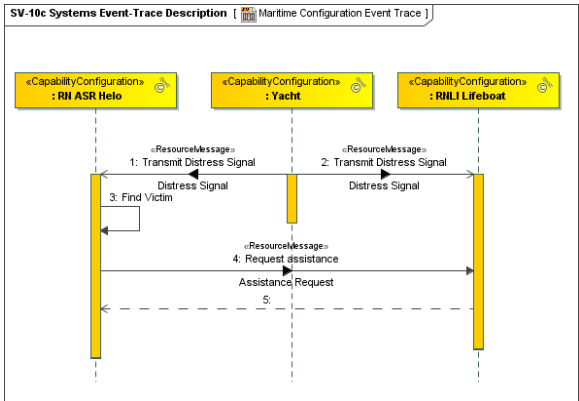 SV-10c Systems Event-Trace Description [ Maritime Configuration Event Trace ]
«CapabilityConfiguration»
: RN ASR Helo
«CapabilityConfiguration»
: Yacht
«CapabilityConfiguration»
: RNLI Lifeboat
«ResourceMessage»
1: Transmit Distress Signal
Distress Signal
«ResourceMessage»
2: Transmit Distress Signal
Distress Signal
3: Find Victim
«ResourceMessage»
4: Request assistance
Assistance Request
5: